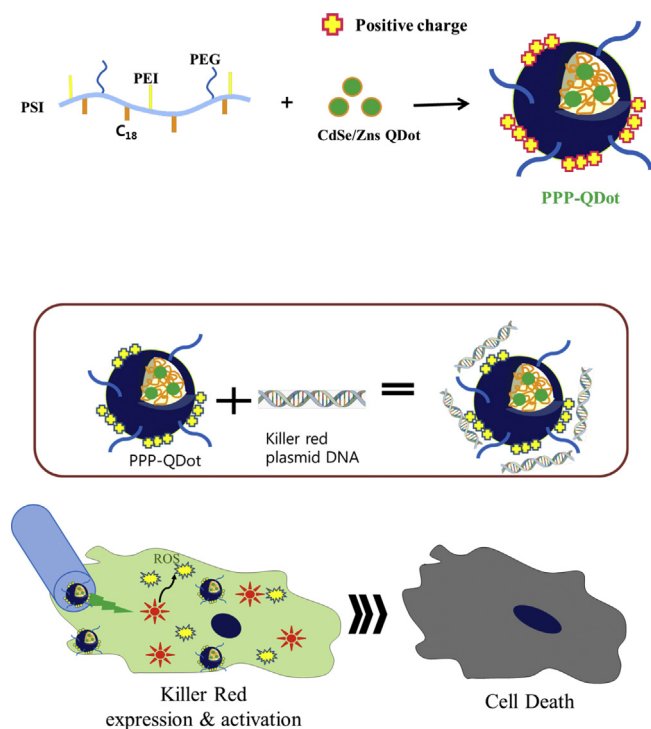 Positive charge
PEG
PEI
PSI
+
C18
CdSe/Zns QDot
PPP-QDot
+
=
PPP-QDot
Killer red
plasmid DNA
ROS
Killer Red
expression & activation
Cell Death